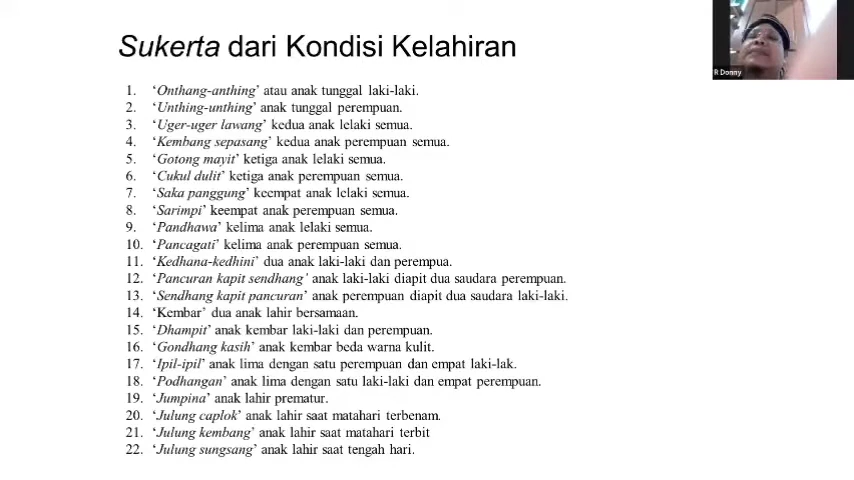 Sukerta dari Kondisi Kelahiran
R Donny
1. ‘Onthang-anthing’ atau anak tunggal laki-laki.
2. ‘Unthing-unthing’ anak tunggal perempuan.
3. ‘Uger-uger lawang’ kedua anak lelaki semua.
4. ‘Kembang sepasang’ kedua anak perempuan semua.
5. ‘Gotong mayit’ ketiga anak lelaki semua.
6. ‘Cukul dulit’ ketiga anak perempuan semua.
7. ‘Saka panggung’ keempat anak lelaki semua.
8. ‘Sarimpi’ keempat anak perempuan semua.
9. ‘Pandhawa’ kelima anak lelaki semua.
10. ‘Pancagati’ kelima anak perempuan semua.
11. ‘Kedhana-kedhini’ dua anak laki-laki dan perempua.
12. ‘Pancuran kapit sendhang’ anak laki-laki diapit dua saudara perempuan.
13. ‘Sendhang kapit pancuran’ anak perempuan diapit dua saudara laki-laki.
14. ‘Kembar’ dua anak lahir bersamaan.
15. ‘Dhampit’ anak kembar laki-laki dan perempuan.
16. ‘Gondhang kasih’ anak kembar beda warna kulit.
17. ‘Ipil-ipil’ anak lima dengan satu perempuan dan empat laki-lak.
18. ‘Podhangan’ anak lima dengan satu laki-laki dan empat perempuan.
19. ‘Jumpina’ anak lahir prematur.
20. ‘Julung caplok’ anak lahir saat matahari terbenam.
21. ‘Julung kembang’ anak lahir saat matahari terbit
22. ‘Julung sungsang’ anak lahir saat tengah hari.